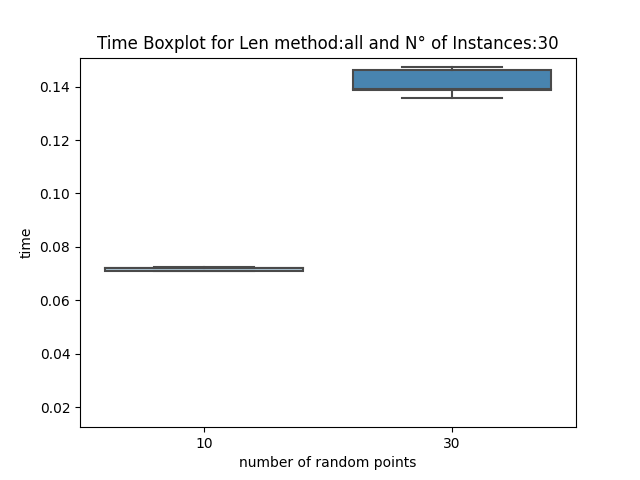 Time Boxplot for Len method:all and N° of Instances:30
0.14
0.12
0.10
0.08
0.06
0.04
0.02
time
10 30
number of random points